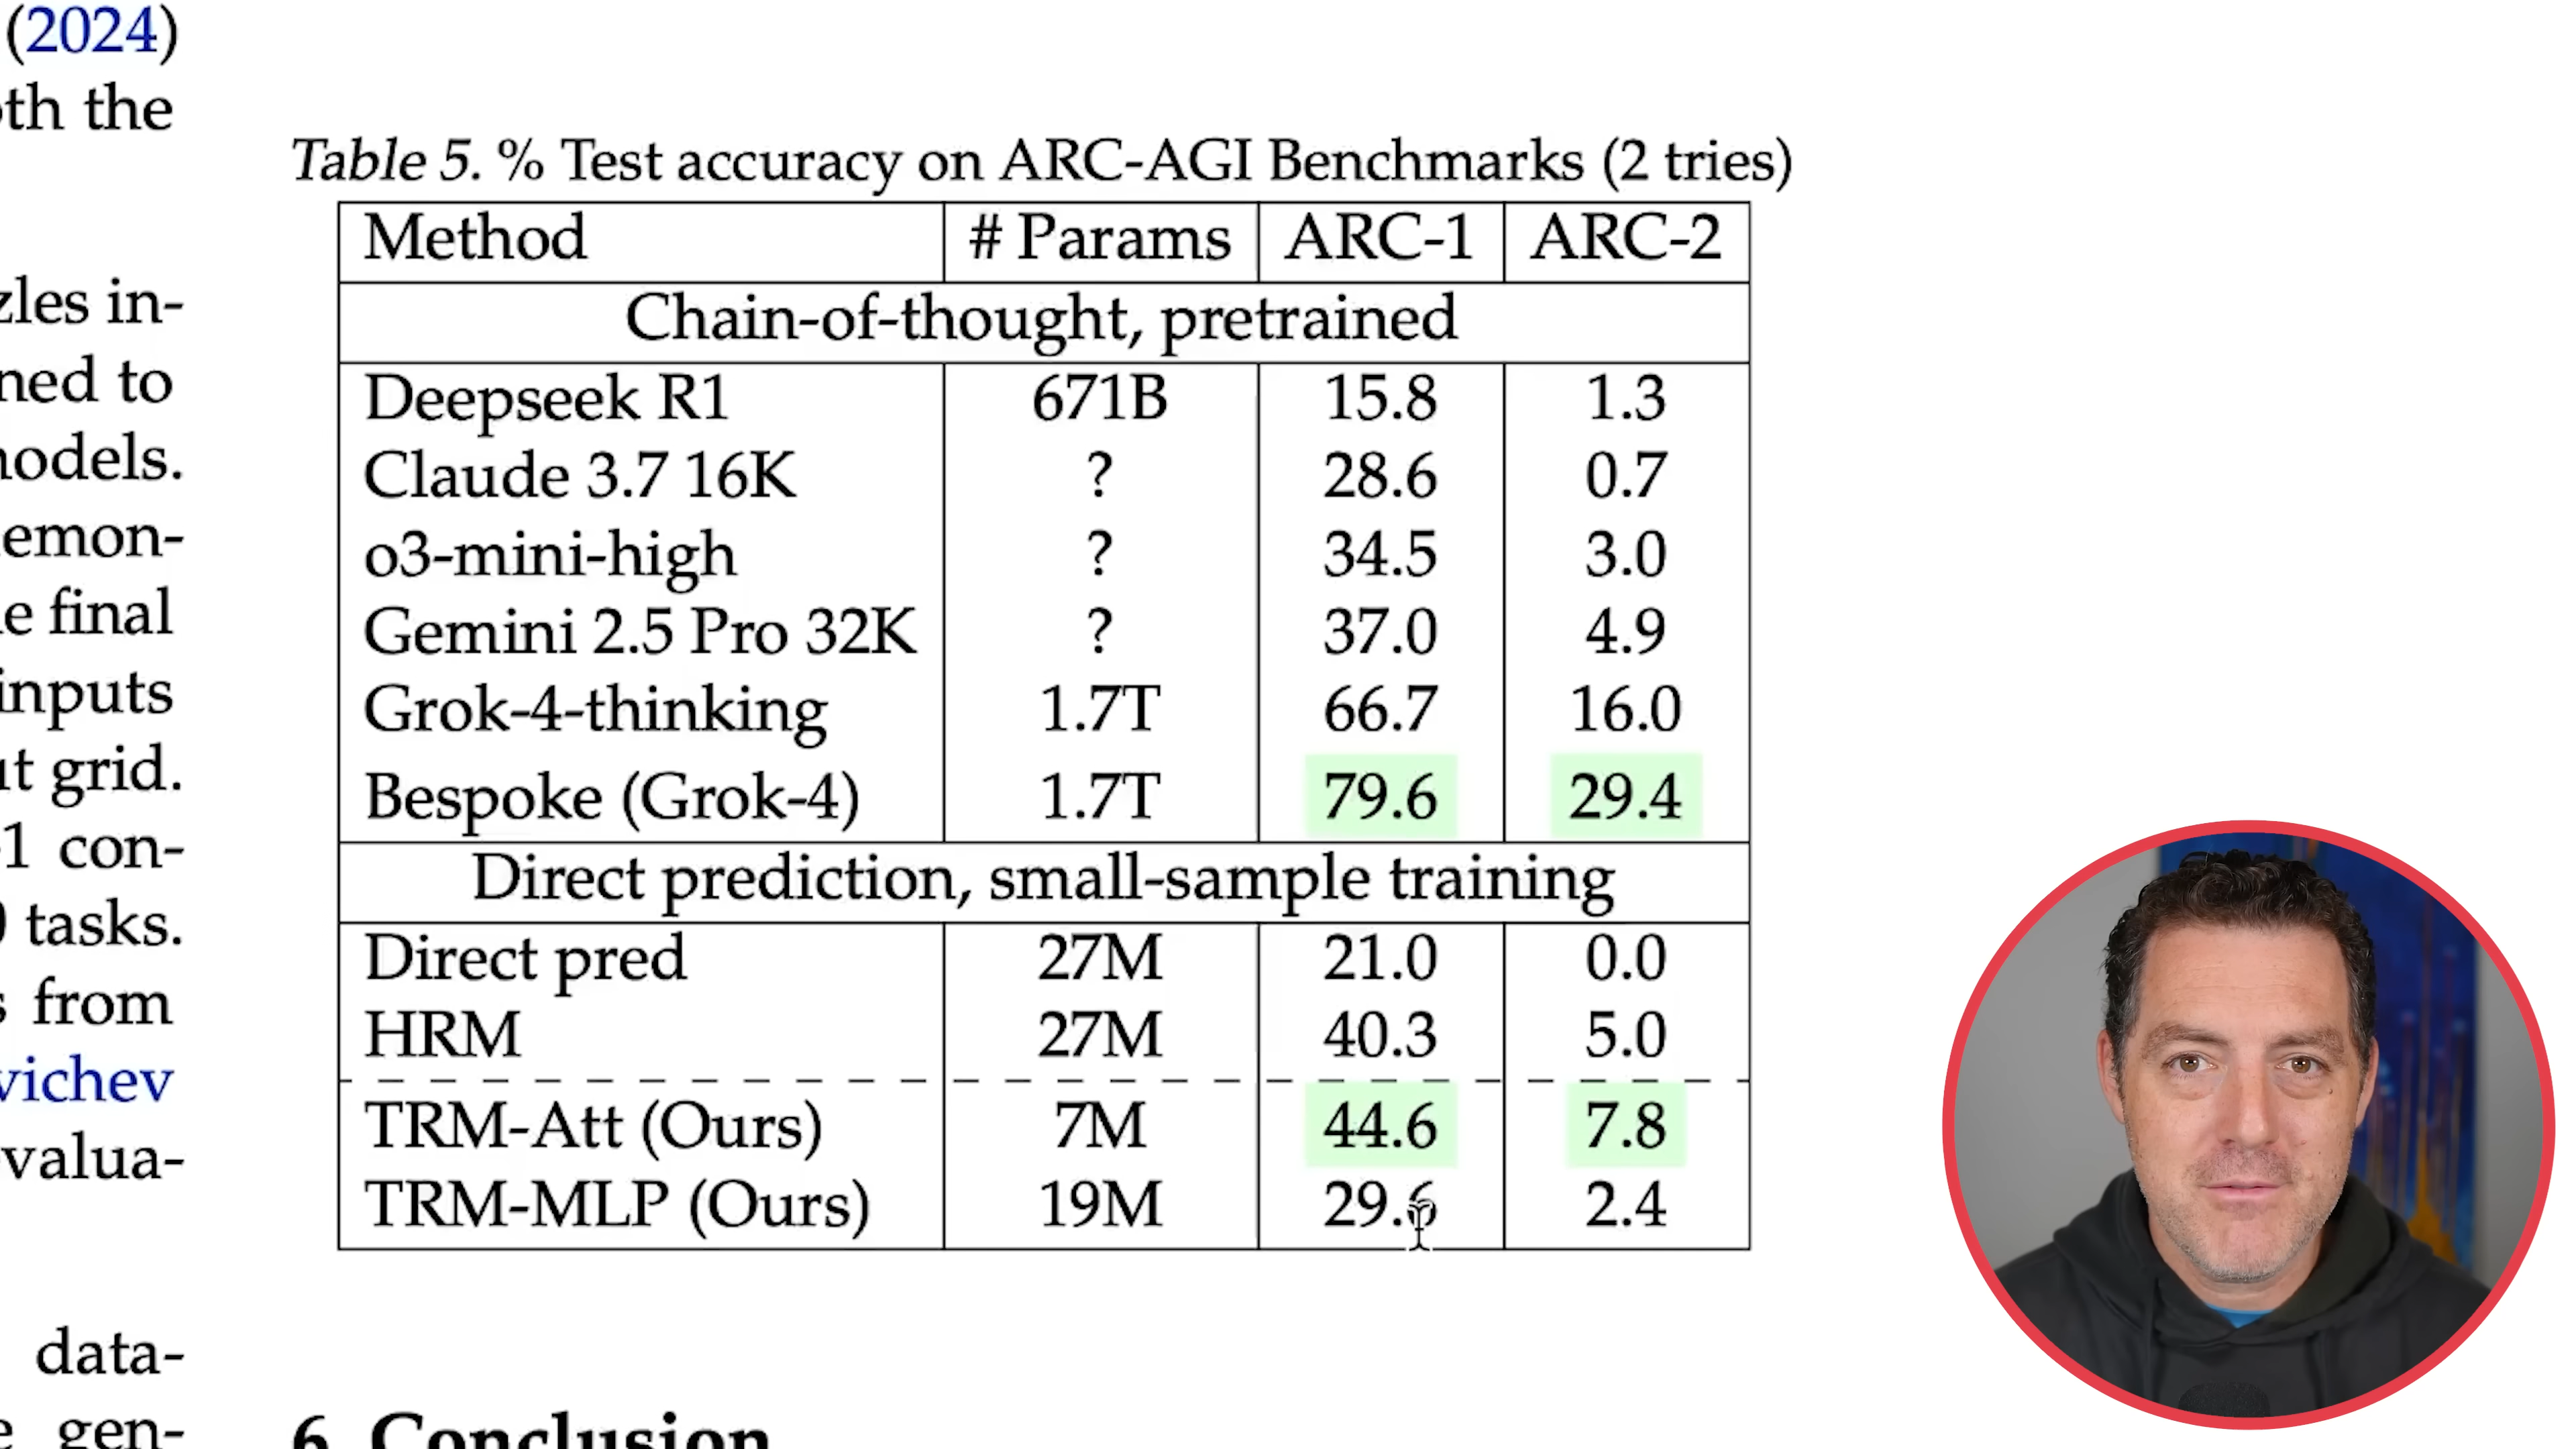 (2024)
oth the
zles in-
ned to
nodels.
emon-
e final
inputs
ut grid.
-1 con-
0 tasks.
s from
vichev
valua-
data-
e gen-
Table 5. % Test accuracy on ARC-AGI Benchmarks (2 tries)
Method # Params ARC-1 ARC-2
Chain-of-thought, pretrained
Deepseek R1 671B 15.8 1.3
Claude 3.7 16K ? 28.6 0.7
o3-mini-high ? 34.5 3.0
Gemini 2.5 Pro 32K ? 37.0 4.9
Grok-4-thinking 1.7T 66.7 16.0
Bespoke (Grok-4) 1.7T 79.6 29.4
Direct prediction, small-sample training
Direct pred 27M 21.0 0.0
HRM 27M 40.3 5.0
TRM-Att (Ours) 7M 44.6 7.8
TRM-MLP (Ours) 19M 29.6 2.4
6. Conclusion